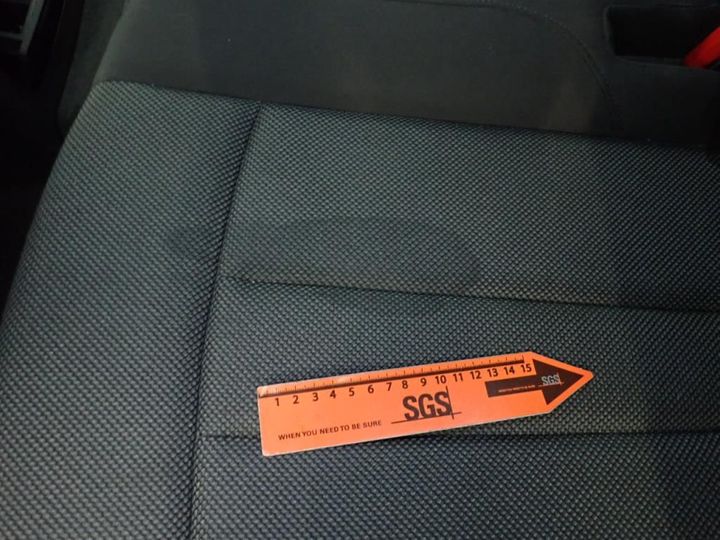 1 2 3 4 5 6 7 8 9 10 11 12 13 14 15
SGS
SGS
WHEN YOU NEED TO BE SURE